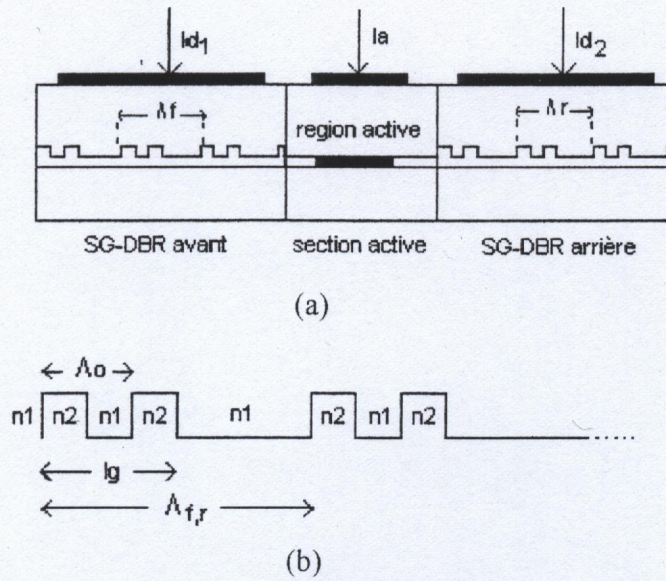 Id1 Ia Id2
Λf Λr
region active
SG-DBR avant section active SG-DBR arrière
(a)
Λo
n1 n2 n1 n2 n1 n2 n1 n2
lg
Λf,r
(b)